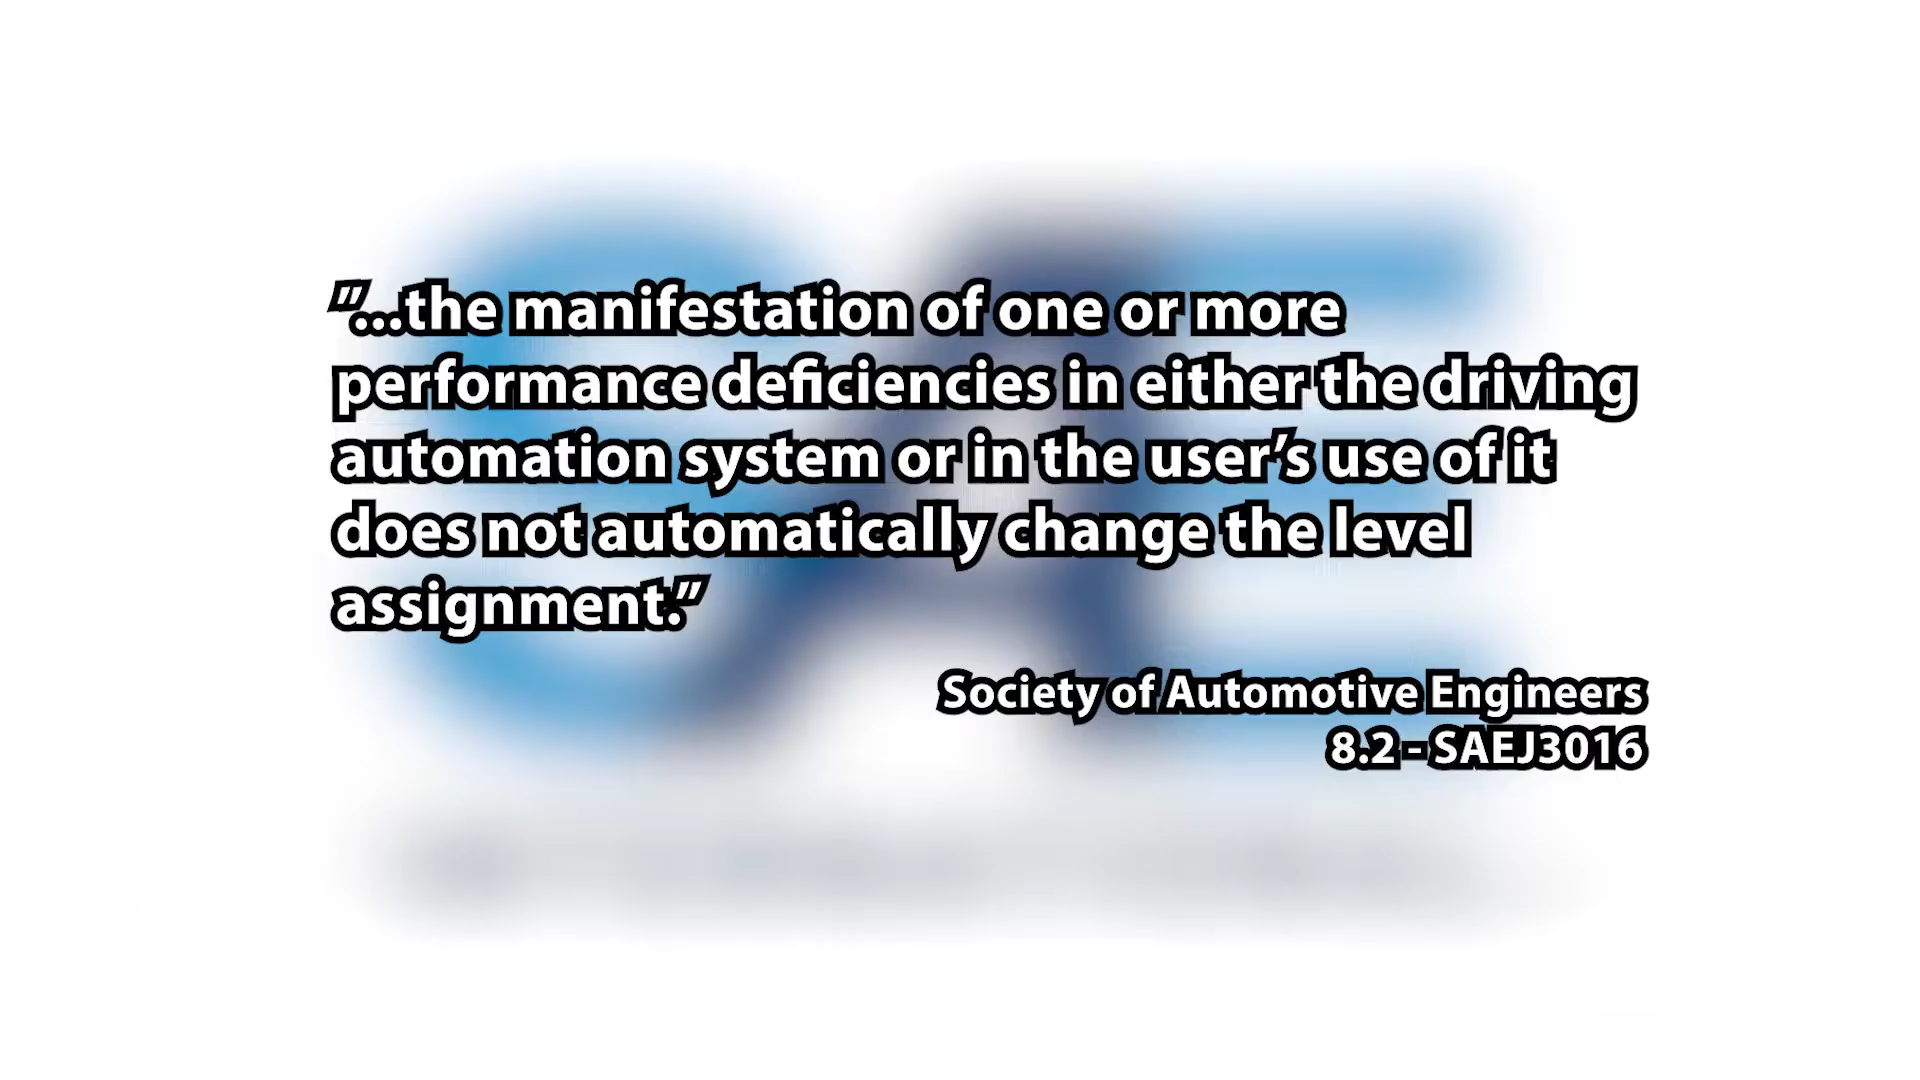 "...the manifestation of one or more
performance deficiencies in either the driving
automation system or in the user’s use of it
does not automatically change the level
assignment.”
Society of Automotive Engineers
8.2 - SAEJ3016